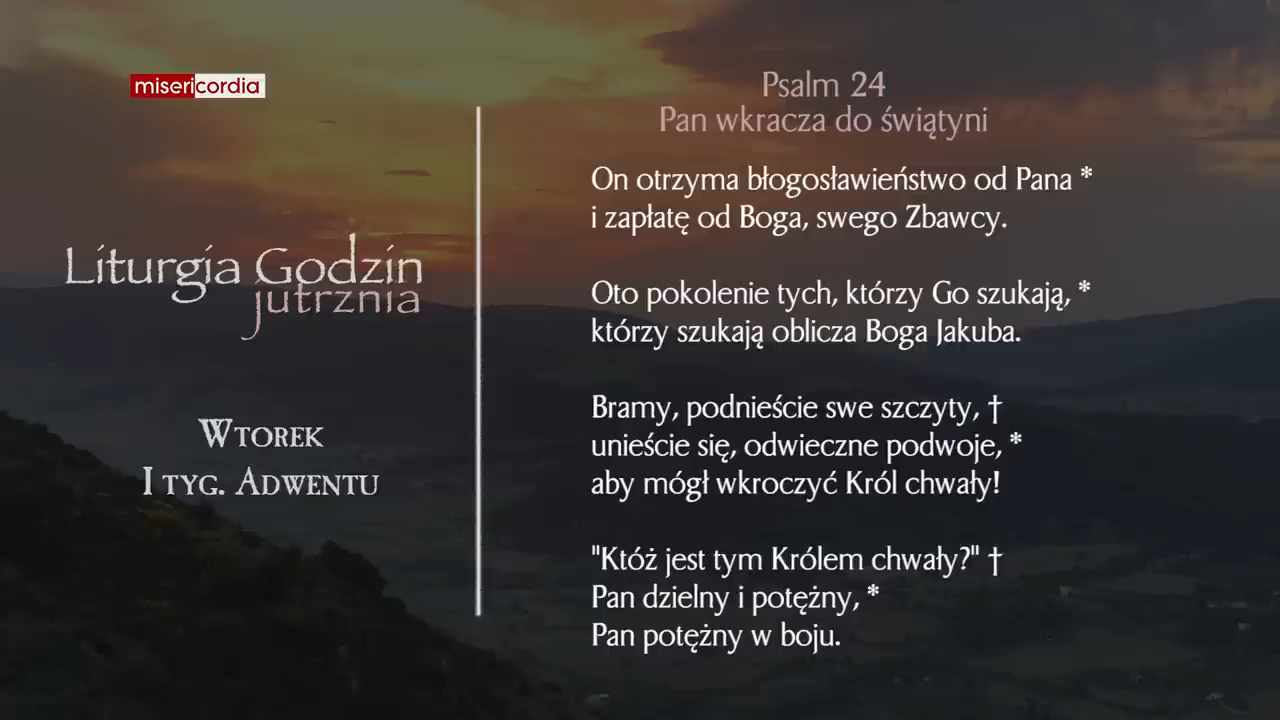 misericordia
Liturgia Godzin
jutrznia
Wtorek
I tyg. Adwentu
Psalm 24
Pan wkracza do świątyni
On otrzyma błogosławieństwo od Pana *
i zapłatę od Boga, swego Zbawcy.
Oto pokolenie tych, którzy Go szukają, *
którzy szukają oblicza Boga Jakuba.
Bramy, podnieście swe szczyty, †
unieście się, odwieczne podwoje, *
aby mógł wkroczyć Król chwały!
"Któż jest tym Królem chwały?" †
Pan dzielny i potężny, *
Pan potężny w boju.